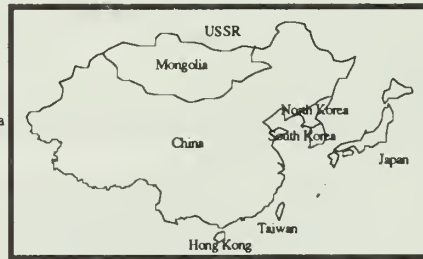 USSR
Mongolia
North Korea
China
South Korea
Japan
Taiwan
Hong Kong